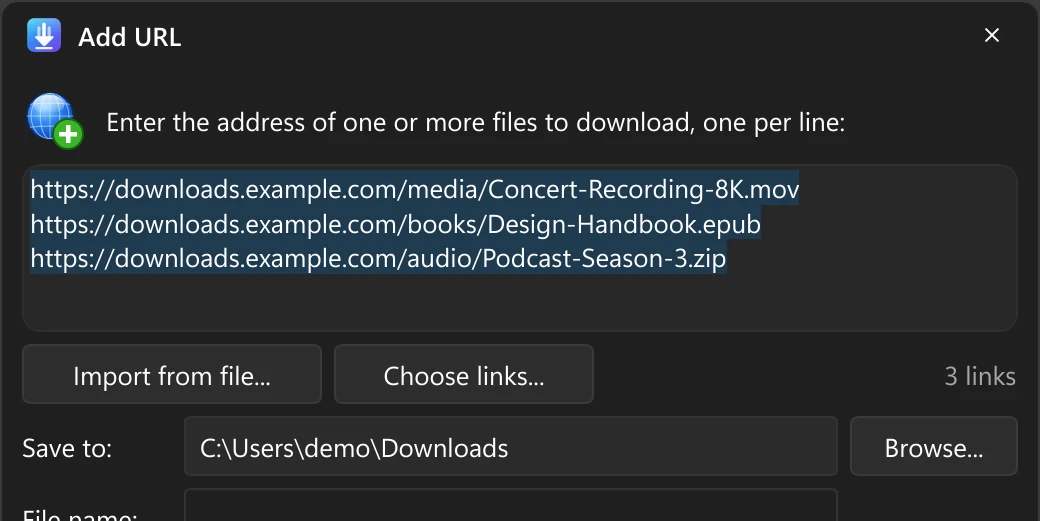 Add URL
Enter the address of one or more files to download, one per line:
https://downloads.example.com/media/Concert-Recording-8K.mov
https://downloads.example.com/books/Design-Handbook.epub
https://downloads.example.com/audio/Podcast-Season-3.zip
Import from file... Choose links... 3 links
Save to: C:\Users\demo\Downloads Browse...
File name: